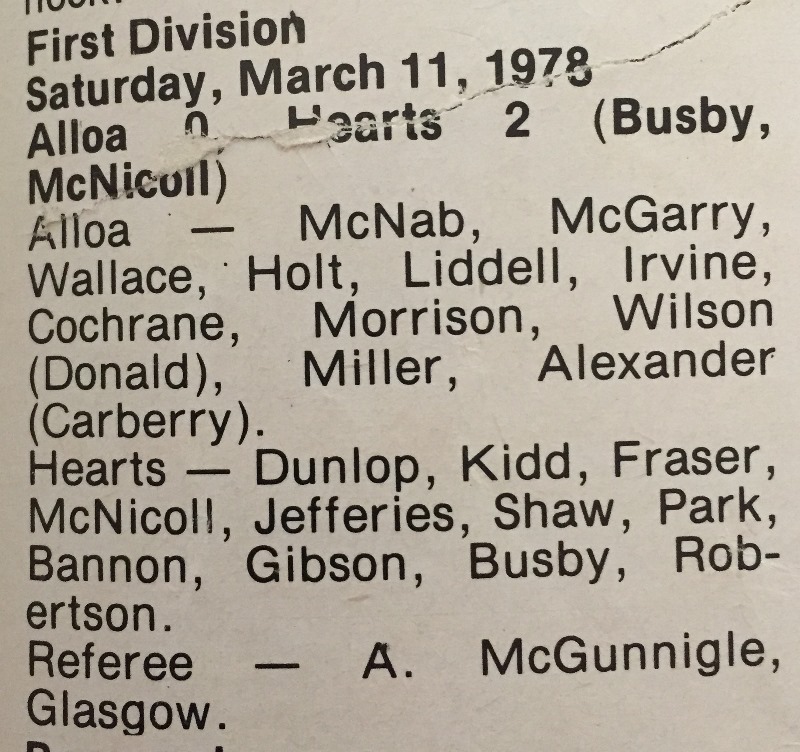 First Division
Saturday, March 11, 1978
Alloa 0 Hearts 2 (Busby,
McNicoll)
Alloa — McNab, McGarry,
Wallace, Holt, Liddell, Irvine,
Cochrane, Morrison, Wilson
(Donald), Miller, Alexander
(Carberry).
Hearts — Dunlop, Kidd, Fraser,
McNicoll, Jefferies, Shaw, Park,
Bannon, Gibson, Busby, Rob-
ertson.
Referee — A. McGunnigle,
Glasgow.